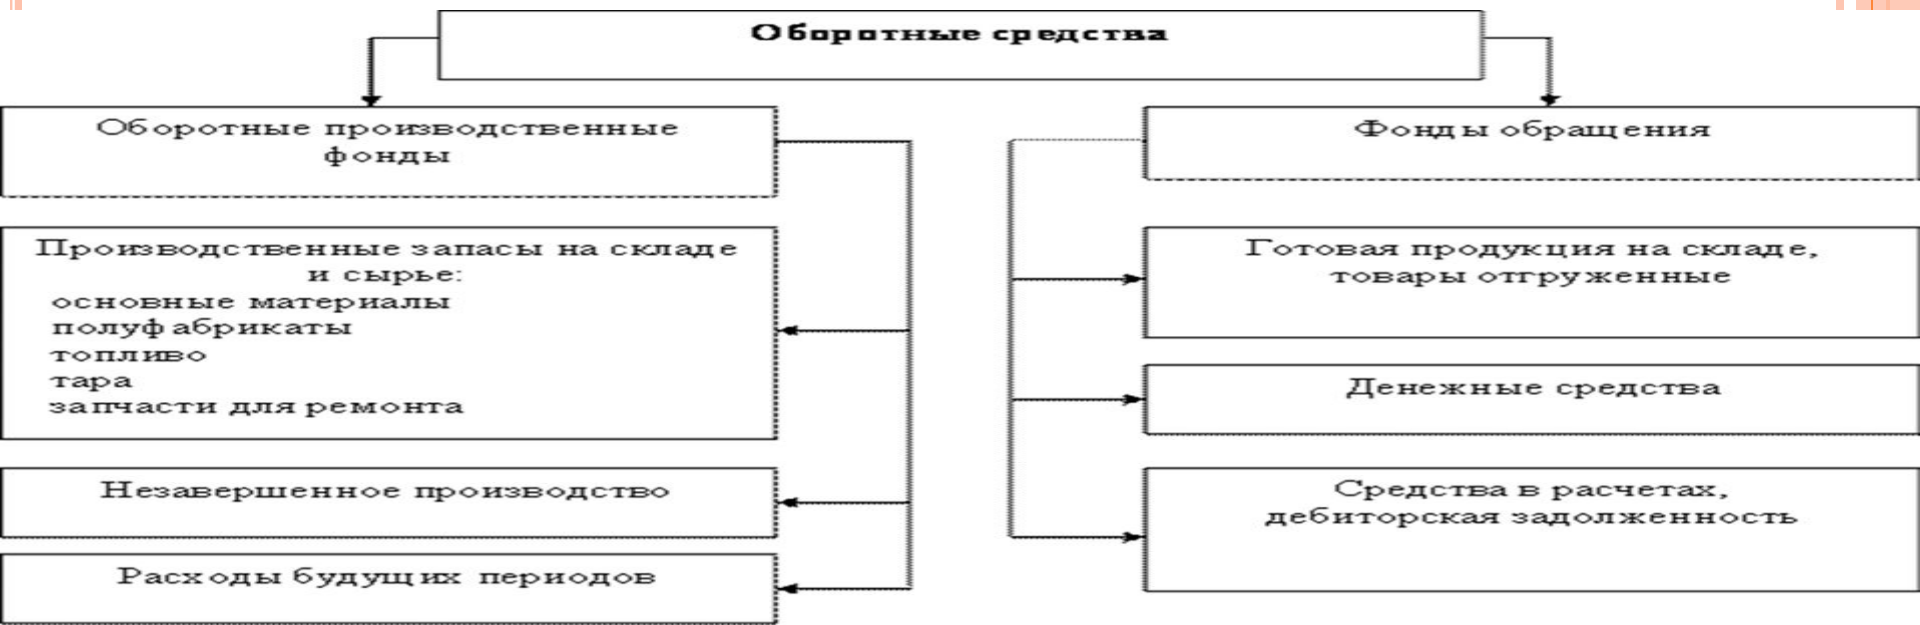 Оборотные средства
Оборотные производственные
фонды
Производственные запасы на складе
и сырье:
основные материалы
полуфабрикаты
топливо
тара
запчасти для ремонта
Незавершенное производство
Расходы будущих периодов
Фонды обращения
Готовая продукция на складе,
товары отгруженные
Денежные средства
Средства в расчетах,
дебиторская задолженность